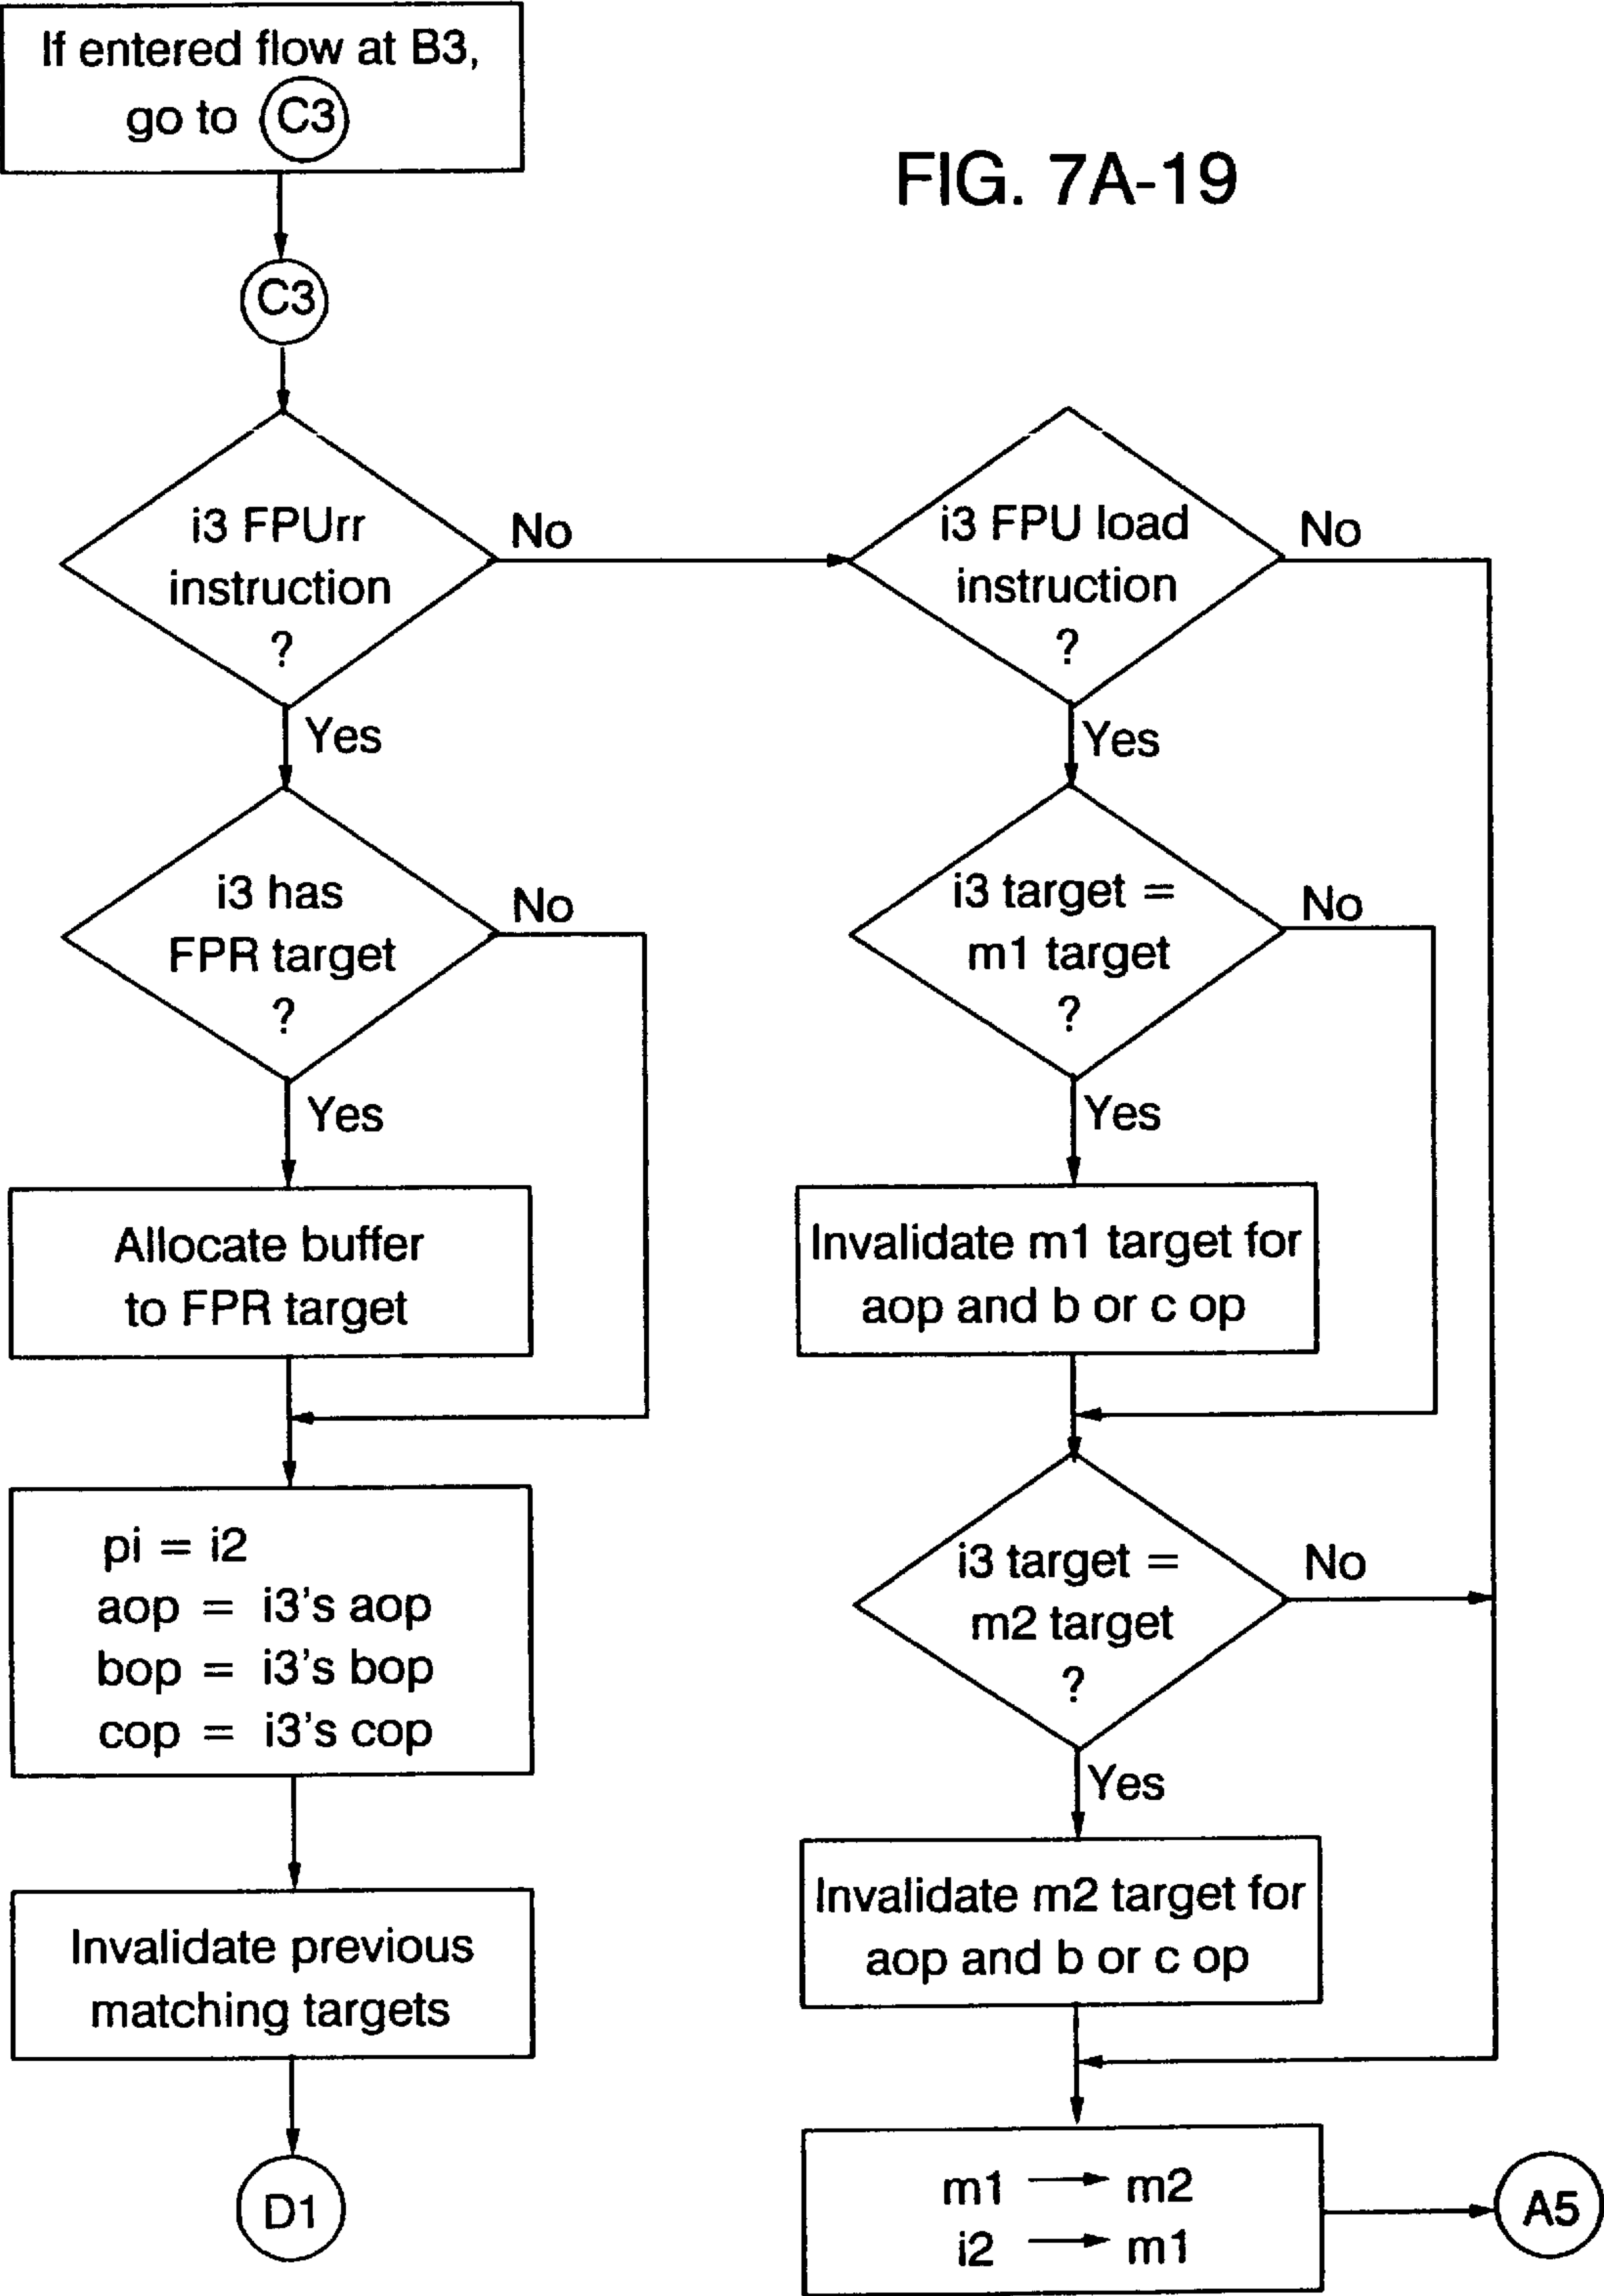 If entered flow at B3,
go to C3
FIG. 7A-19
C3
i3 FPUrr
instruction
?
No
Yes
i3 has
FPR target
?
No
Yes
Allocate buffer
to FPR target
pi = i2
aop = i3's aop
bop = i3's bop
cop = i3's cop
Invalidate previous
matching targets
D1
i3 FPU load
instruction
?
No
Yes
i3 target =
m1 target
?
No
Yes
Invalidate m1 target for
aop and b or c op
i3 target =
m2 target
?
No
Yes
Invalidate m2 target for
aop and b or c op
m1 → m2
i2 → m1
A5